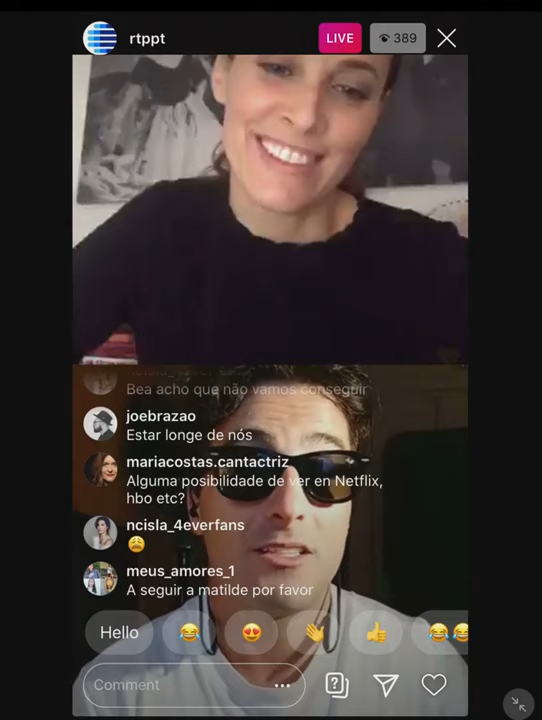 rtppt
LIVE
389
Bea acho que não vamos conseguir
joebrazao
Estar longe de nós
mariacostas.cantactriz
Alguma posibilidade de ver en Netflix,
hbo etc?
ncisla_4everfans
😩
meus_amores_1
A seguir a matilde por favor
Hello 😂 😍 👋 👍 😂😂
Comment